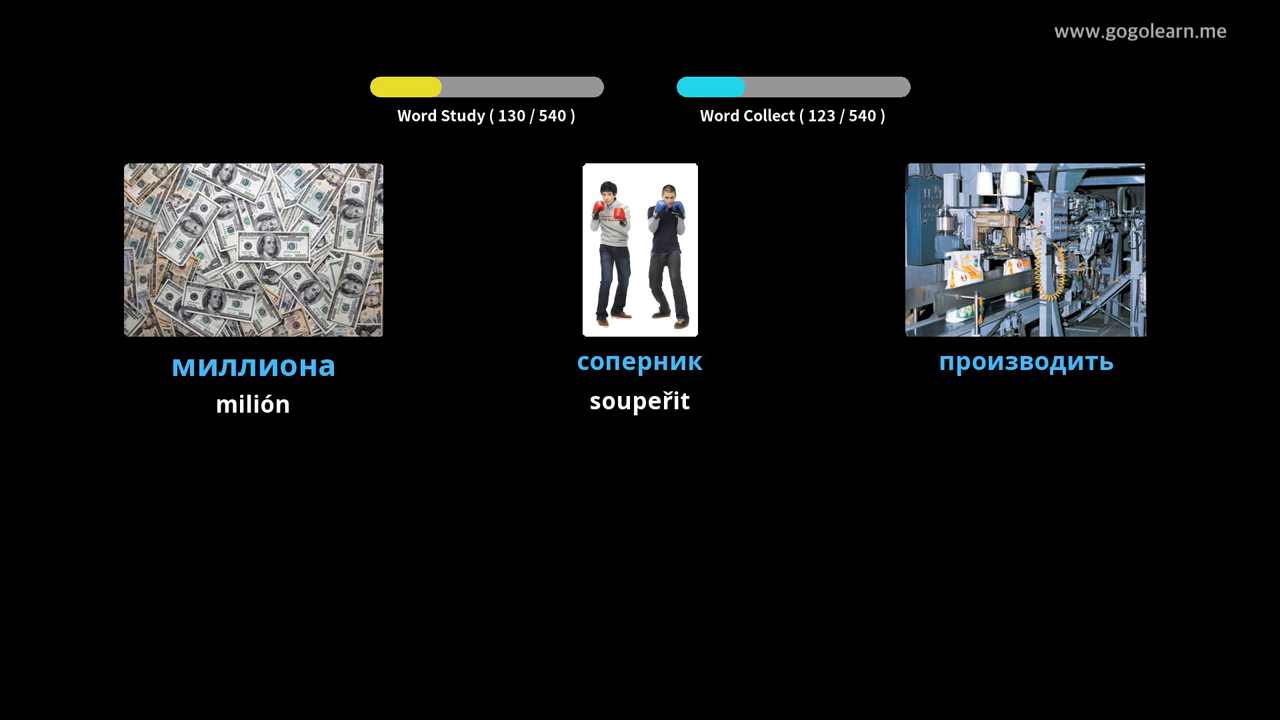 www.gogolearn.me
Word Study ( 130 / 540 )
Word Collect ( 123 / 540 )
миллиона
milión
соперник
soupeřit
производить